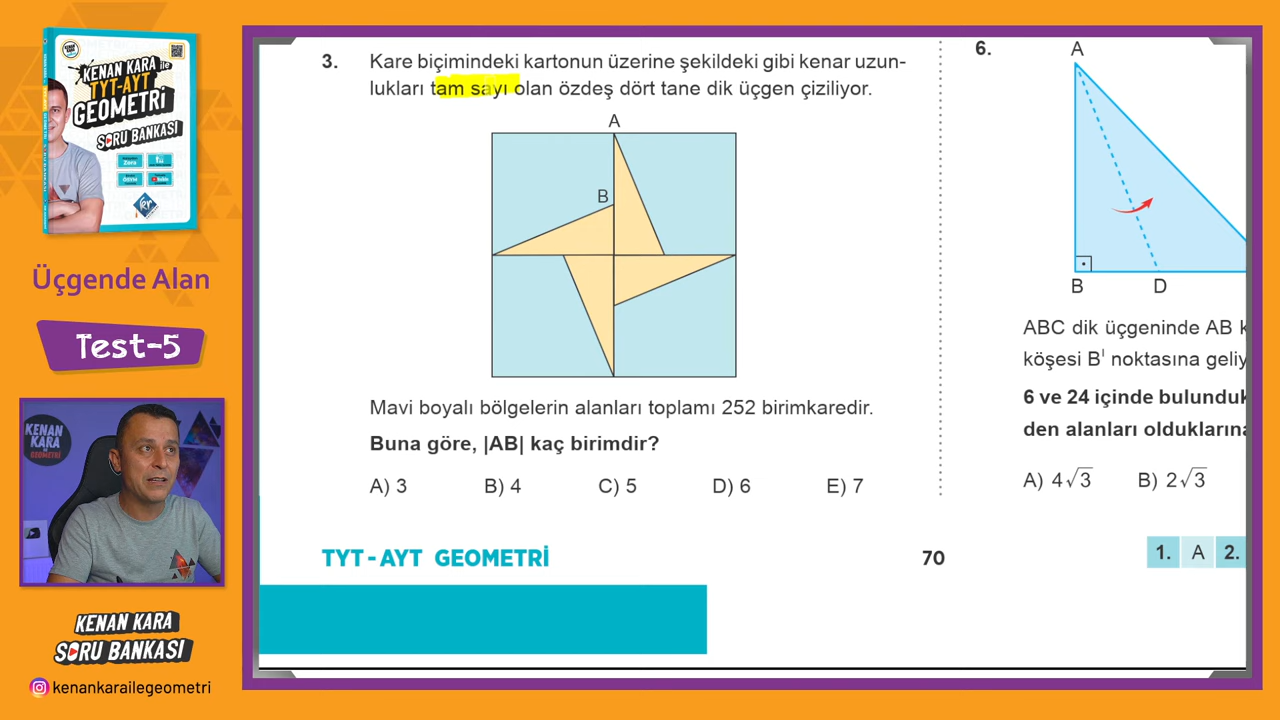 KENAN KARA ile
TYT-AYT
GEOMETRİ
SORU BANKASI
Üçgende Alan
Test-5
KENAN
KARA
GEOMETRİ
KENAN KARA
SORU BANKASI
kenankarailegeometri
3. Kare biçimindeki kartonun üzerine şekildeki gibi kenar uzun-
lukları tam sayı olan özdeş dört tane dik üçgen çiziliyor.
A
B
Mavi boyalı bölgelerin alanları toplamı 252 birimkaredir.
Buna göre, |AB| kaç birimdir?
A) 3 B) 4 C) 5 D) 6 E) 7
TYT - AYT GEOMETRİ
70
6.
A
B D
ABC dik üçgeninde AB k
köşesi B' noktasına geliy
6 ve 24 içinde bulunduk
den alanları olduklarına
A) 4√3 B) 2√3
1. A 2.